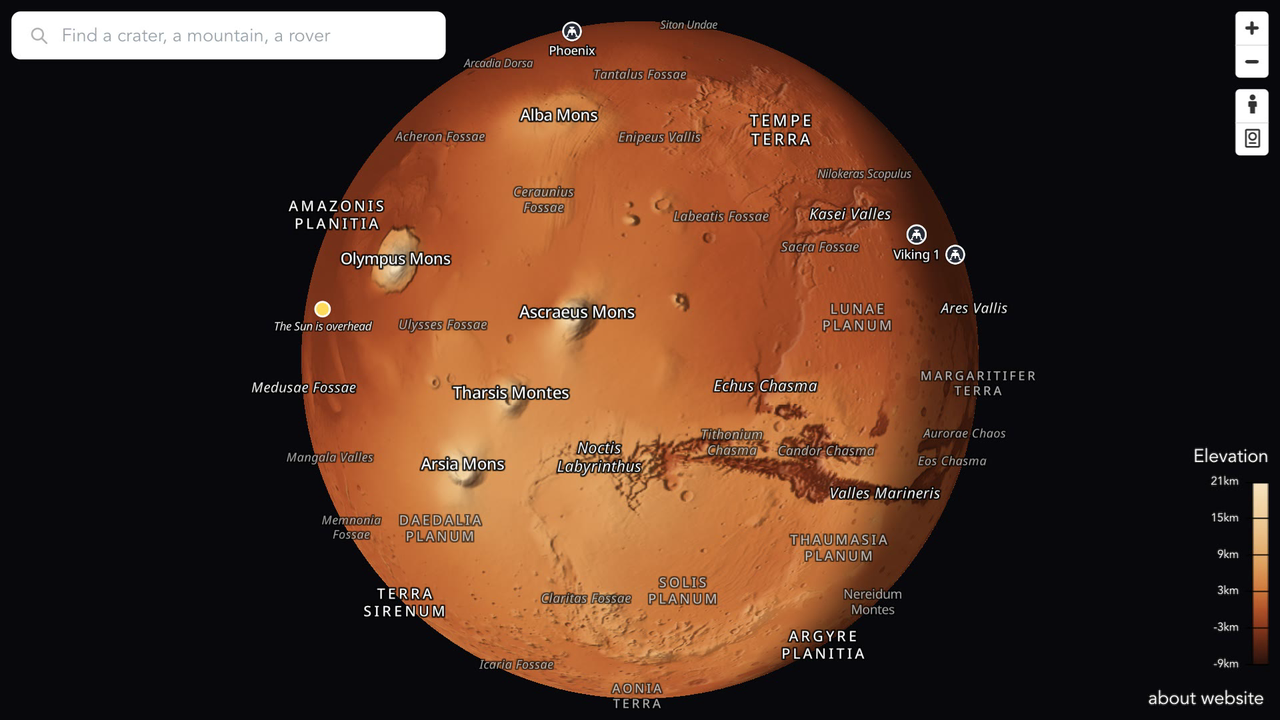 Find a crater, a mountain, a rover
Siton Undae
Phoenix
Arcadia Dorsa
Tantalus Fossae
Alba Mons
TEMPE
TERRA
Acheron Fossae
Enipeus Vallis
Nilokeras Scopulus
Ceraunius
Fossae
AMAZONIS
PLANITIA
Labeatis Fossae
Kasei Valles
Sacra Fossae
Viking 1
Olympus Mons
Ascraeus Mons
LUNAE
PLANUM
Ares Vallis
The Sun is overhead
Ulysses Fossae
Medusae Fossae
Tharsis Montes
Echus Chasma
MARGARITIFER
TERRA
Tithonium
Chasma
Candor Chasma
Aurorae Chaos
Noctis
Labyrinthus
Mangala Valles
Arsia Mons
Eos Chasma
Valles Marineris
Memnonia
Fossae
DAEDALIA
PLANUM
THAUMASIA
PLANUM
SOLIS
PLANUM
TERRA
SIRENUM
Claritas Fossae
Nereidum
Montes
ARGYRE
PLANITIA
Icaria Fossae
AONIA
TERRA
Elevation
21km
15km
9km
3km
-3km
-9km
about website